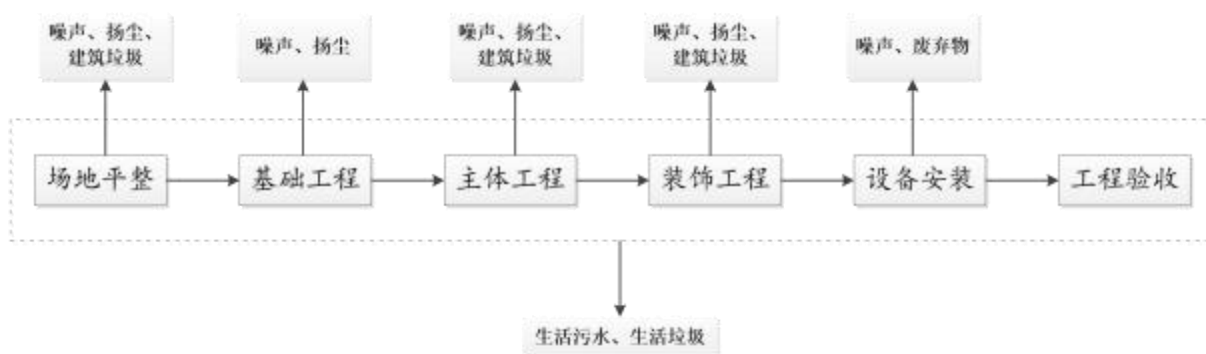 噪声、扬尘、
建筑垃圾
噪声、扬尘
噪声、扬尘、
建筑垃圾
噪声、扬尘、
建筑垃圾
噪声、废弃物
场地平整
基础工程
主体工程
装饰工程
设备安装
工程验收
生活污水、生活垃圾